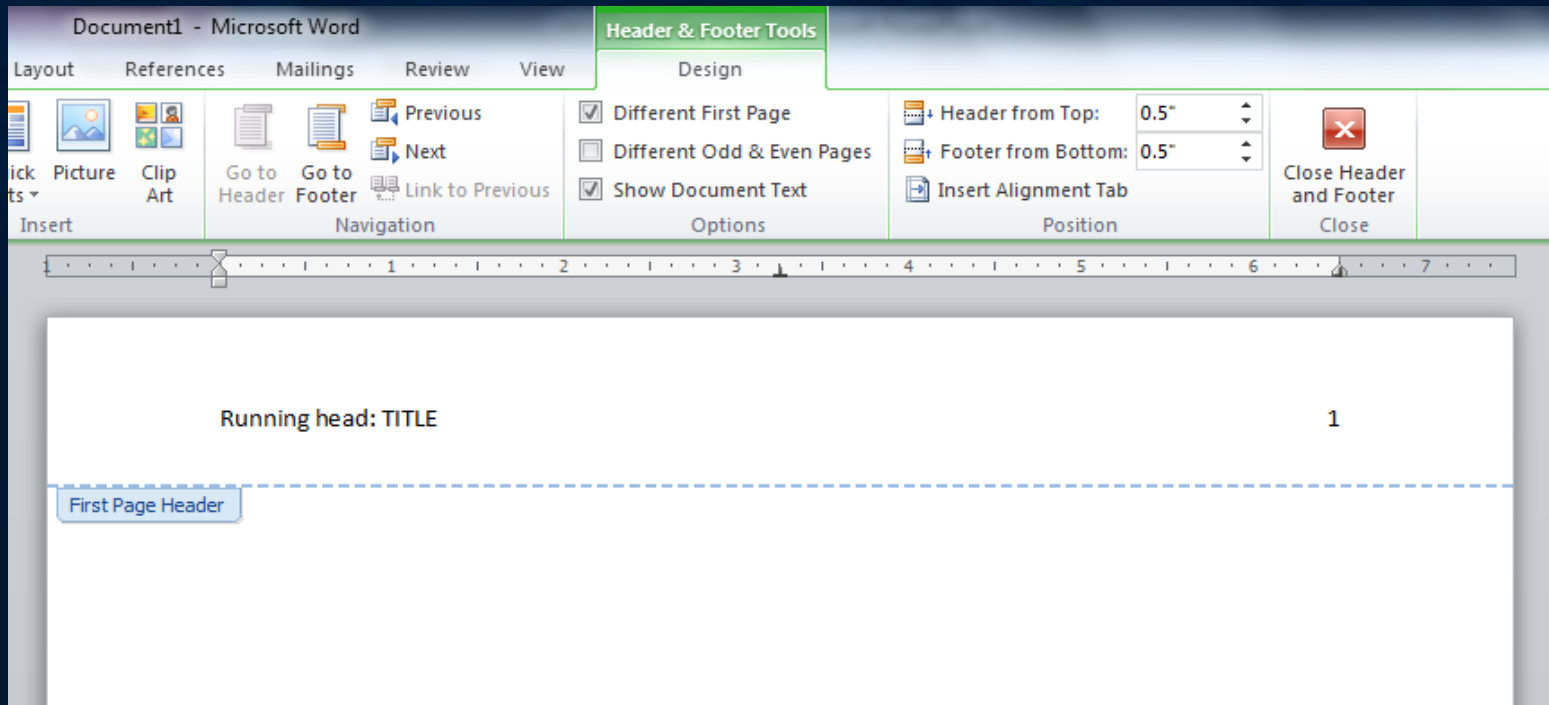 Document1 - Microsoft Word
Header & Footer Tools
Layout References Mailings Review View Design
Picture Clip Art
Go to Header Go to Footer
Previous
Next
Link to Previous
Different First Page
Different Odd & Even Pages
Show Document Text
Header from Top: 0.5"
Footer from Bottom: 0.5"
Insert Alignment Tab
Close Header and Footer
Insert Navigation Options Position Close
1 1 2 3 4 5 6 7
Running head: TITLE 1
First Page Header